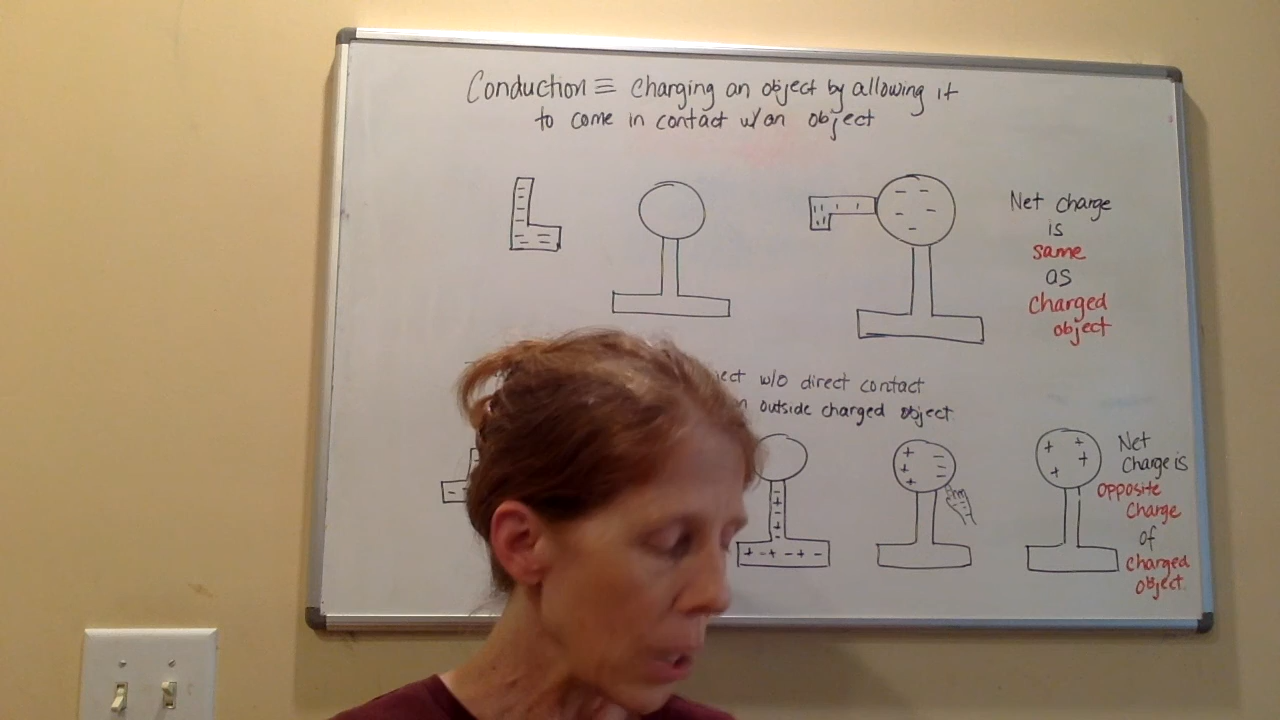 Conduction ≡ charging an object by allowing it
to come in contact w/an object
Net charge
is
same
as
charged
object
w/o direct contact
outside charged object
Net
charge is
opposite
charge
of
charged
object.